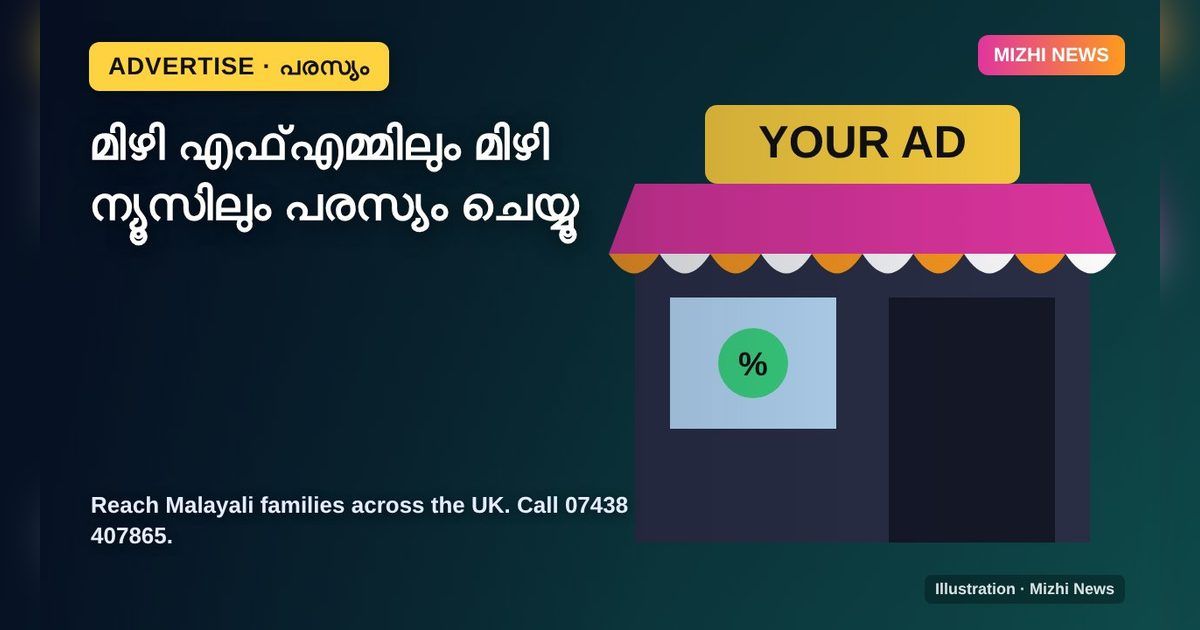 ADVERTISE · പരസ്യം
MIZHI NEWS
മിഴി എഫ്എമ്മിലും മിഴി
ന്യൂസിലും പരസ്യം ചെയ്യൂ
YOUR AD
%
Reach Malayali families across the UK. Call 07438
407865.
Illustration · Mizhi News